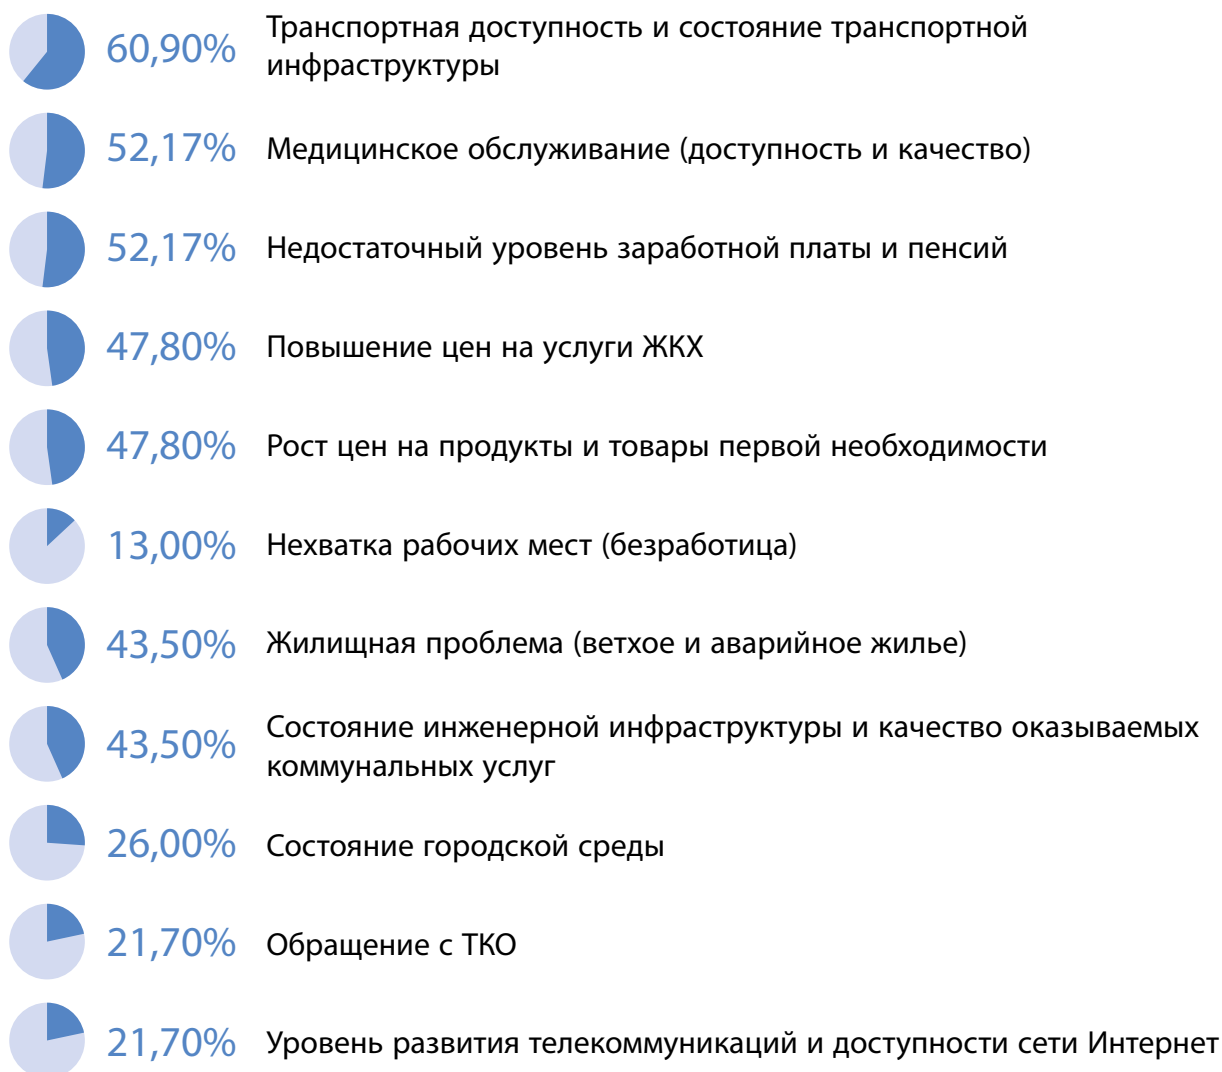 60,90% Транспортная доступность и состояние транспортной
инфраструктуры
52,17% Медицинское обслуживание (доступность и качество)
52,17% Недостаточный уровень заработной платы и пенсий
47,80% Повышение цен на услуги ЖКХ
47,80% Рост цен на продукты и товары первой необходимости
13,00% Нехватка рабочих мест (безработица)
43,50% Жилищная проблема (ветхое и аварийное жилье)
43,50% Состояние инженерной инфраструктуры и качество оказываемых
коммунальных услуг
26,00% Состояние городской среды
21,70% Обращение с ТКО
21,70% Уровень развития телекоммуникаций и доступности сети Интернет